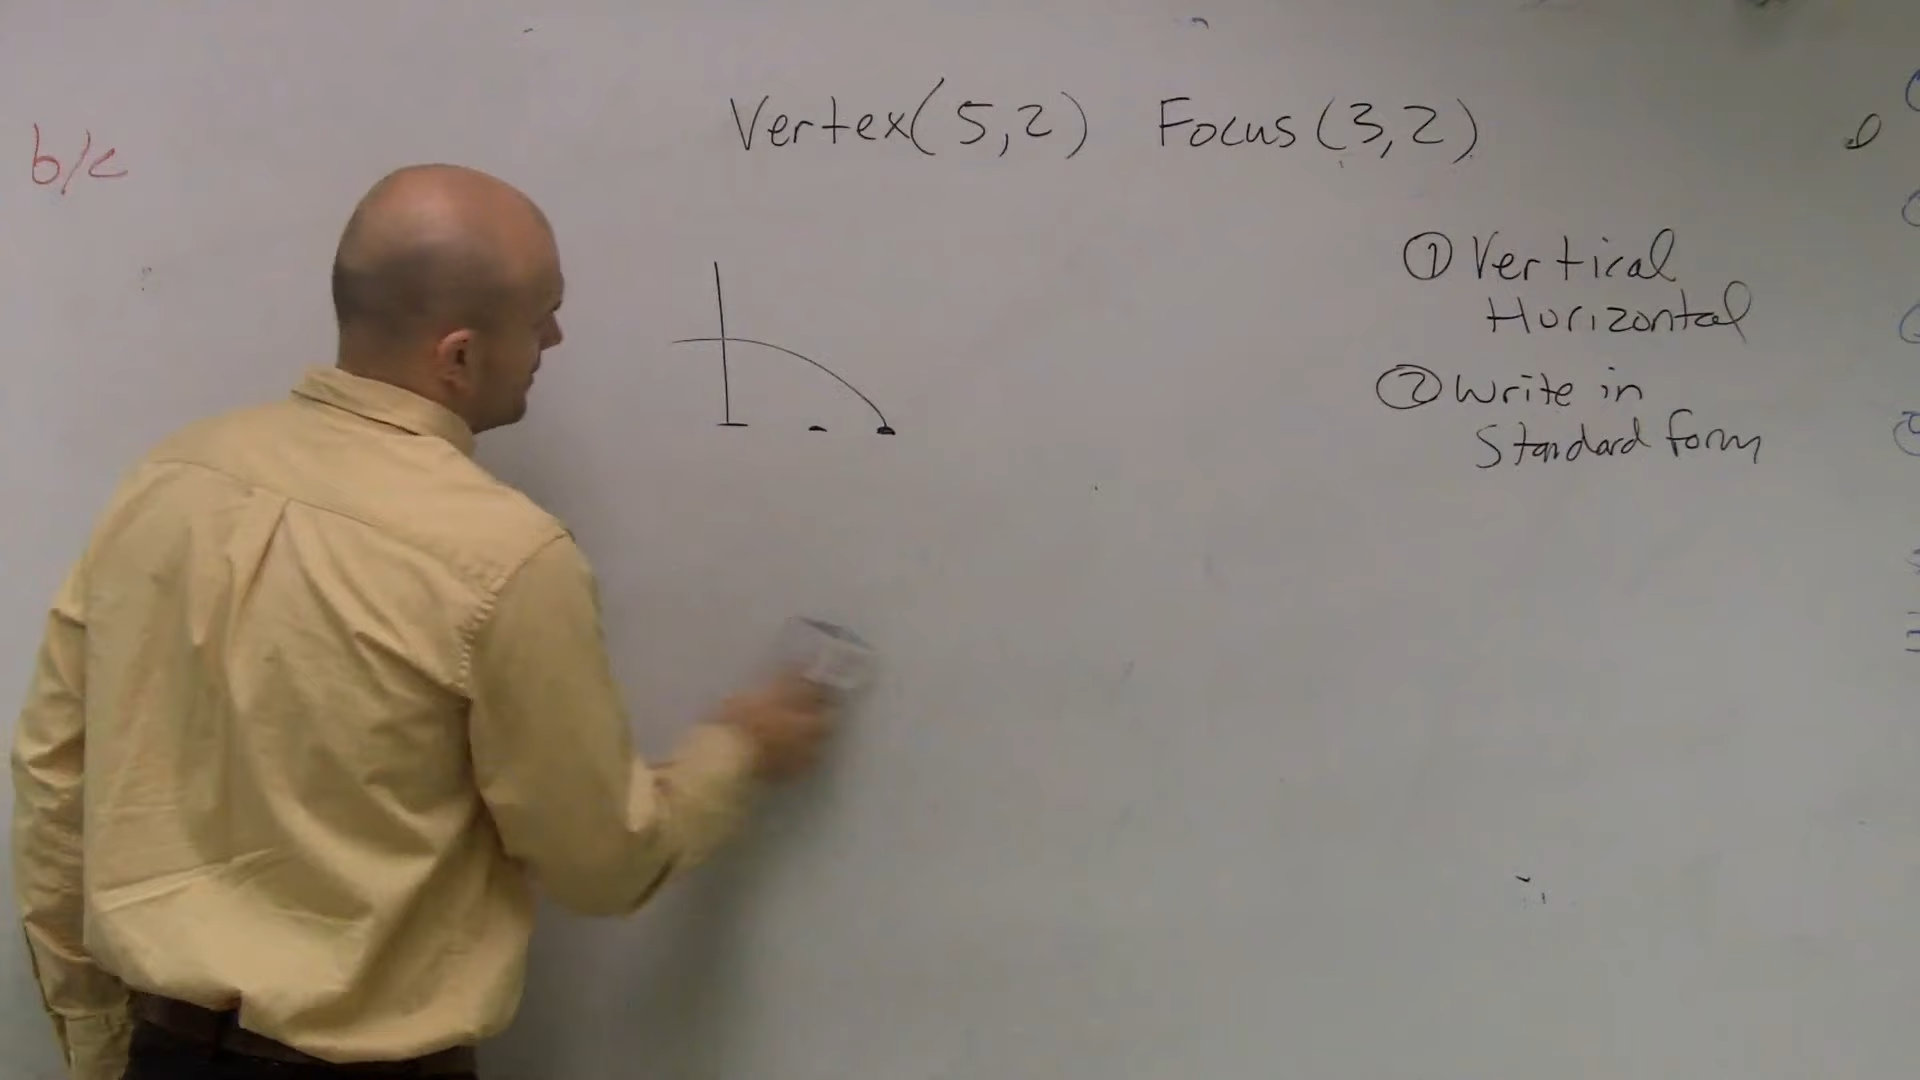 Vertex(5,2) Focus(3,2)
b/c
① Vertical
Horizontal
② Write in
Standard form